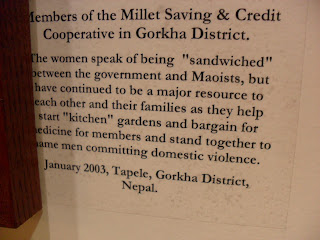 Members of the Millet Saving & Credit
Cooperative in Gorkha District.
The women speak of being "sandwiched"
between the government and Maoists, but
have continued to be a major resource to
each other and their families as they help
start "kitchen" gardens and bargain for
medicine for members and stand together to
name men committing domestic violence.
January 2003, Tapele, Gorkha District,
Nepal.